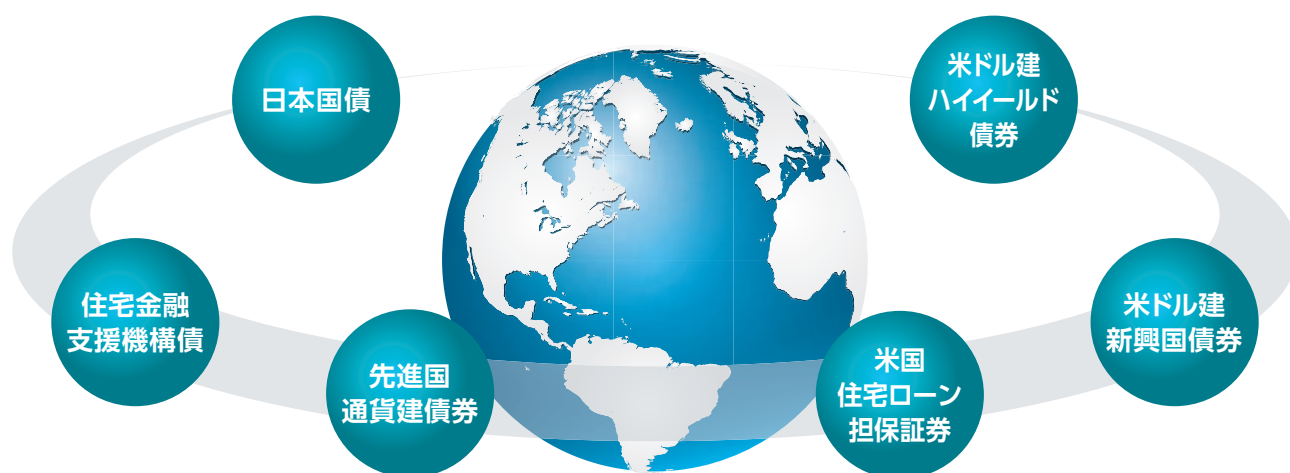 日本国債
米ドル建
ハイイールド
債券
住宅金融
支援機構債
先進国
通貨建債券
米国
住宅ローン
担保証券
米ドル建
新興国債券